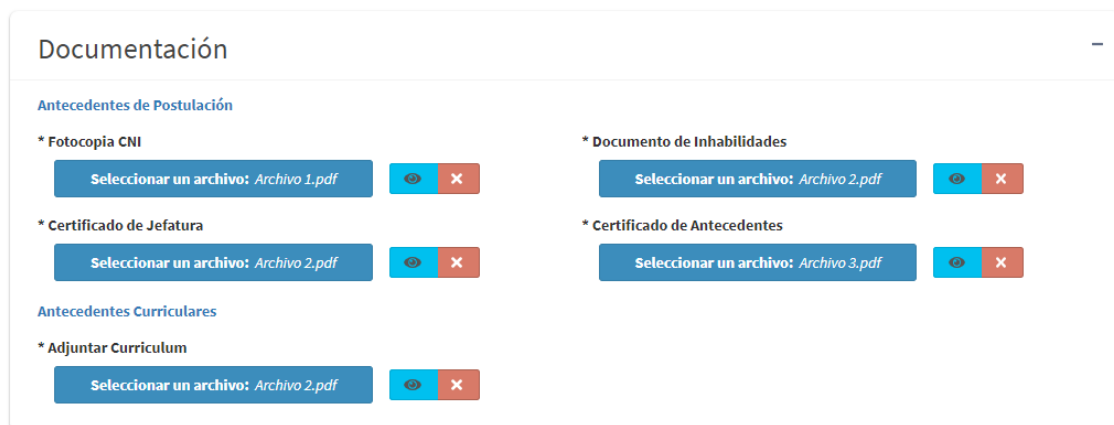 Documentación
Antecedentes de Postulación
* Fotocopia CNI
Seleccionar un archivo: Archivo 1.pdf
* Documento de Inhabilidades
Seleccionar un archivo: Archivo 2.pdf
* Certificado de Jefatura
Seleccionar un archivo: Archivo 2.pdf
* Certificado de Antecedentes
Seleccionar un archivo: Archivo 3.pdf
Antecedentes Curriculares
* Adjuntar Curriculum
Seleccionar un archivo: Archivo 2.pdf